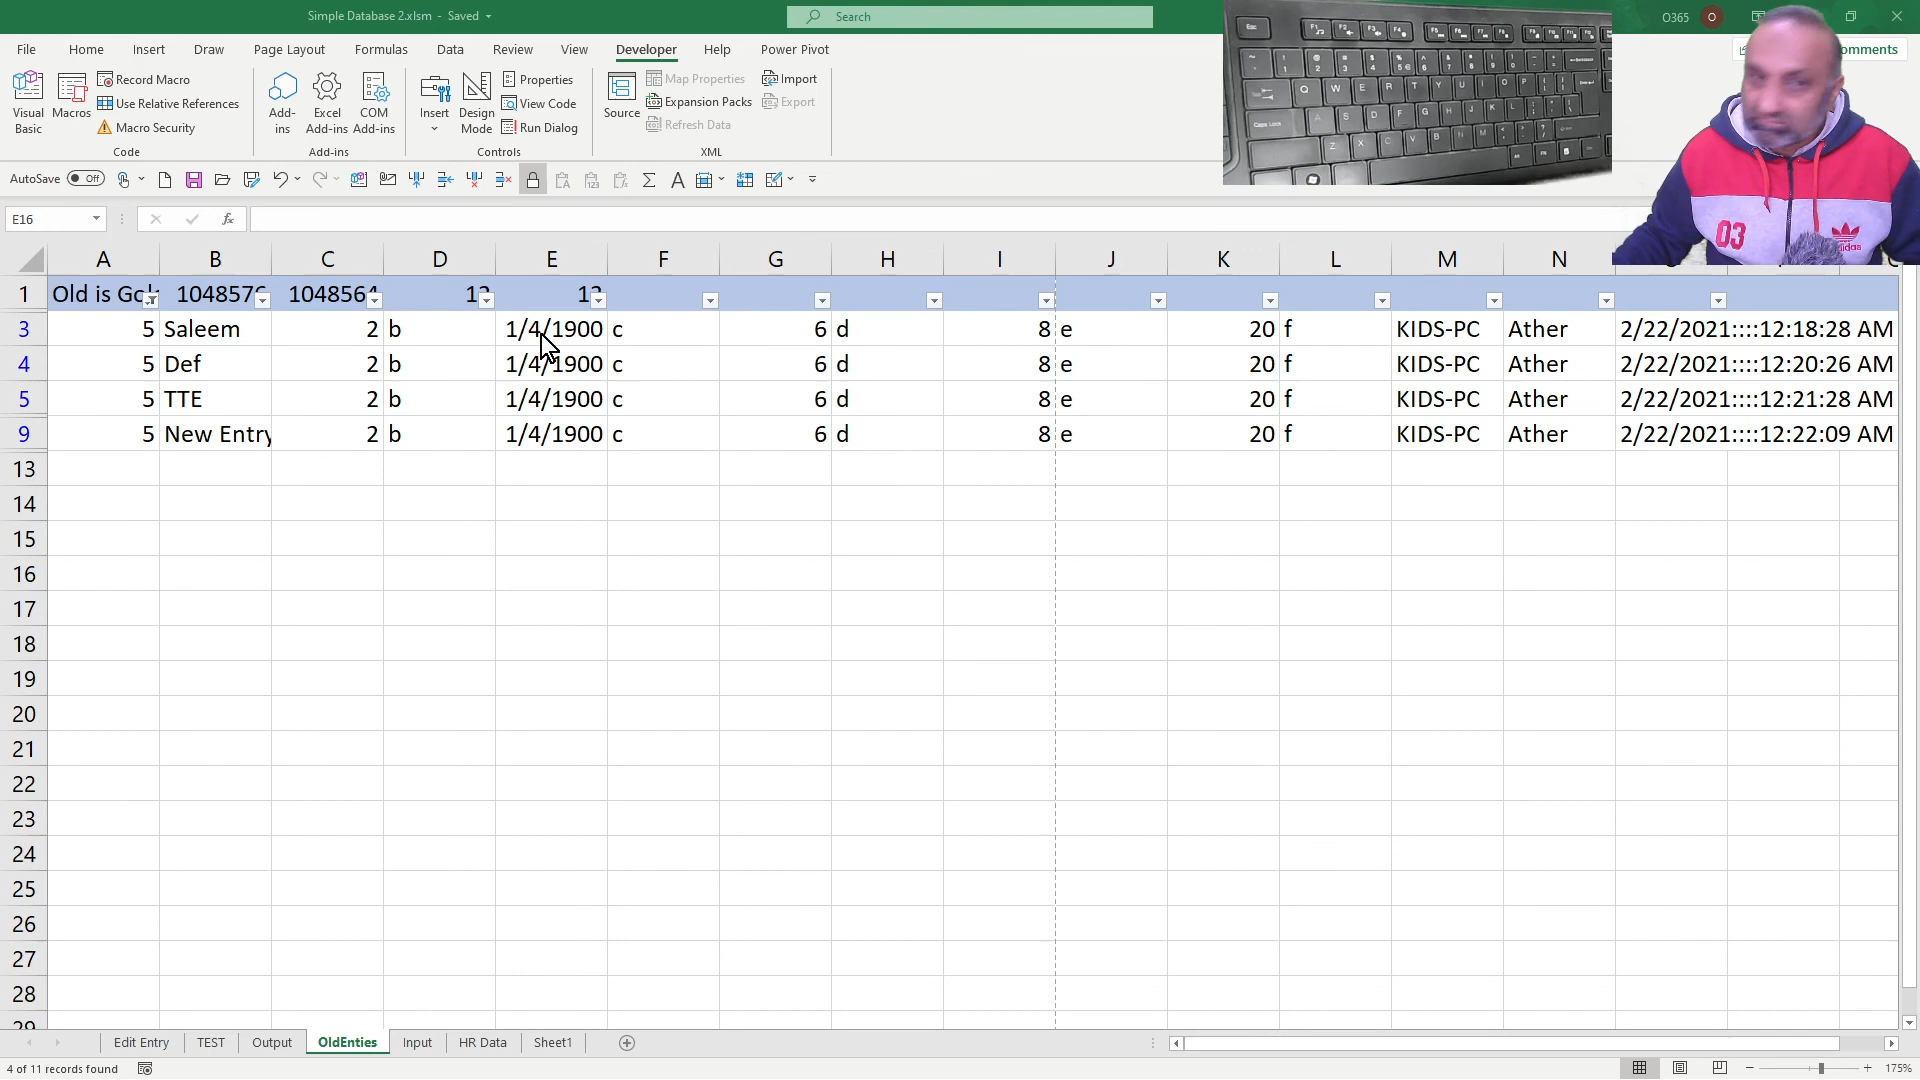 Simple Database 2.xlsm - Saved
Search
O365
O
File Home Insert Draw Page Layout Formulas Data Review View Developer Help Power Pivot
omments
Visual Basic
Macros
Record Macro
Use Relative References
Macro Security
Code
Add-ins
Excel Add-ins
COM Add-ins
Add-ins
Insert
Design Mode
Properties
View Code
Run Dialog
Controls
Source
Map Properties
Expansion Packs
Refresh Data
Import
Export
XML
AutoSave Off
E16
fx
A B C D E F G H I J K L M N
1 Old is Gol 1048576 1048564 12 12
3 5 Saleem 2 b 1/4/1900 c 6 d 8 e 20 f KIDS-PC Ather 2/22/2021::::12:18:28 AM
4 5 Def 2 b 1/4/1900 c 6 d 8 e 20 f KIDS-PC Ather 2/22/2021::::12:20:26 AM
5 5 TTE 2 b 1/4/1900 c 6 d 8 e 20 f KIDS-PC Ather 2/22/2021::::12:21:28 AM
9 5 New Entry 2 b 1/4/1900 c 6 d 8 e 20 f KIDS-PC Ather 2/22/2021::::12:22:09 AM
13
14
15
16
17
18
19
20
21
22
23
24
25
26
27
28
29
03
adidas
Edit Entry TEST Output OldEnties Input HR Data Sheet1
4 of 11 records found
175%